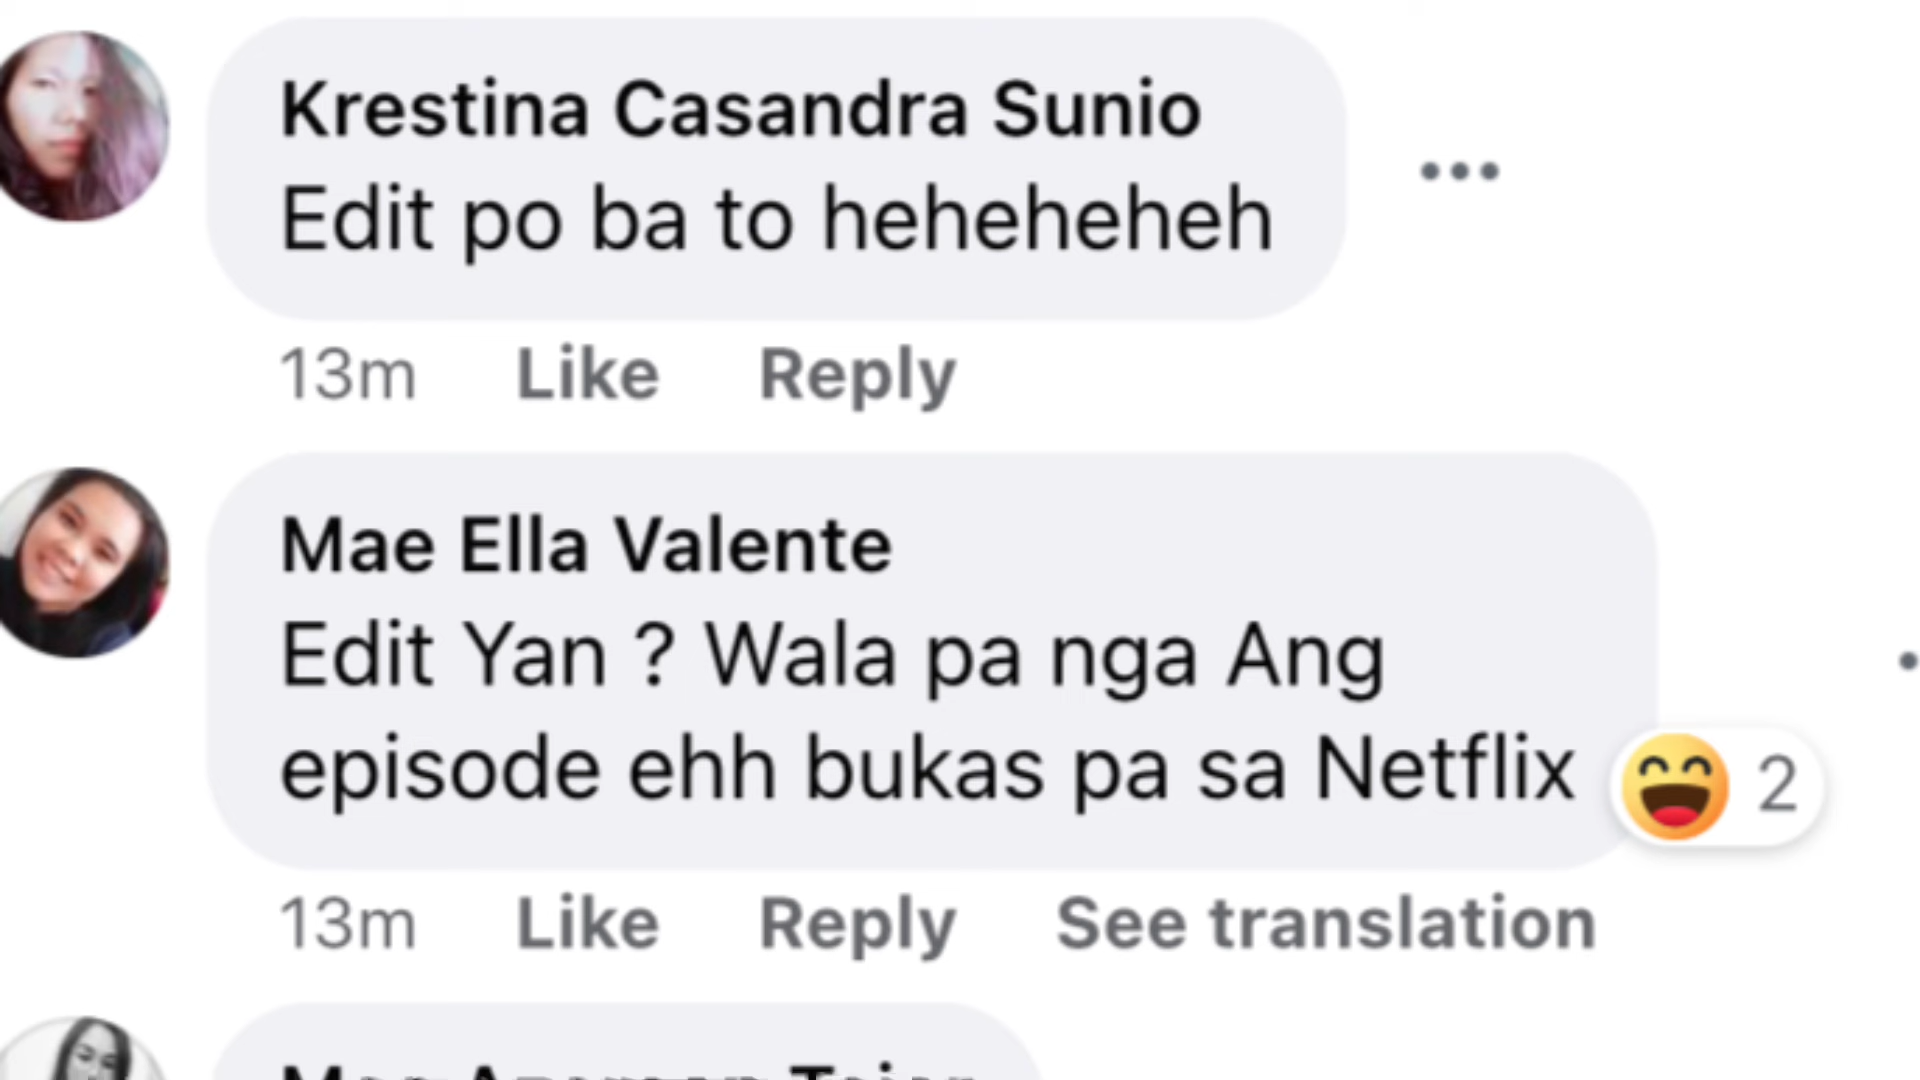 Krestina Casandra Sunio
Edit po ba to heheheheh
13m Like Reply
Mae Ella Valente
Edit Yan ? Wala pa nga Ang
episode ehh bukas pa sa Netflix
2
13m Like Reply See translation